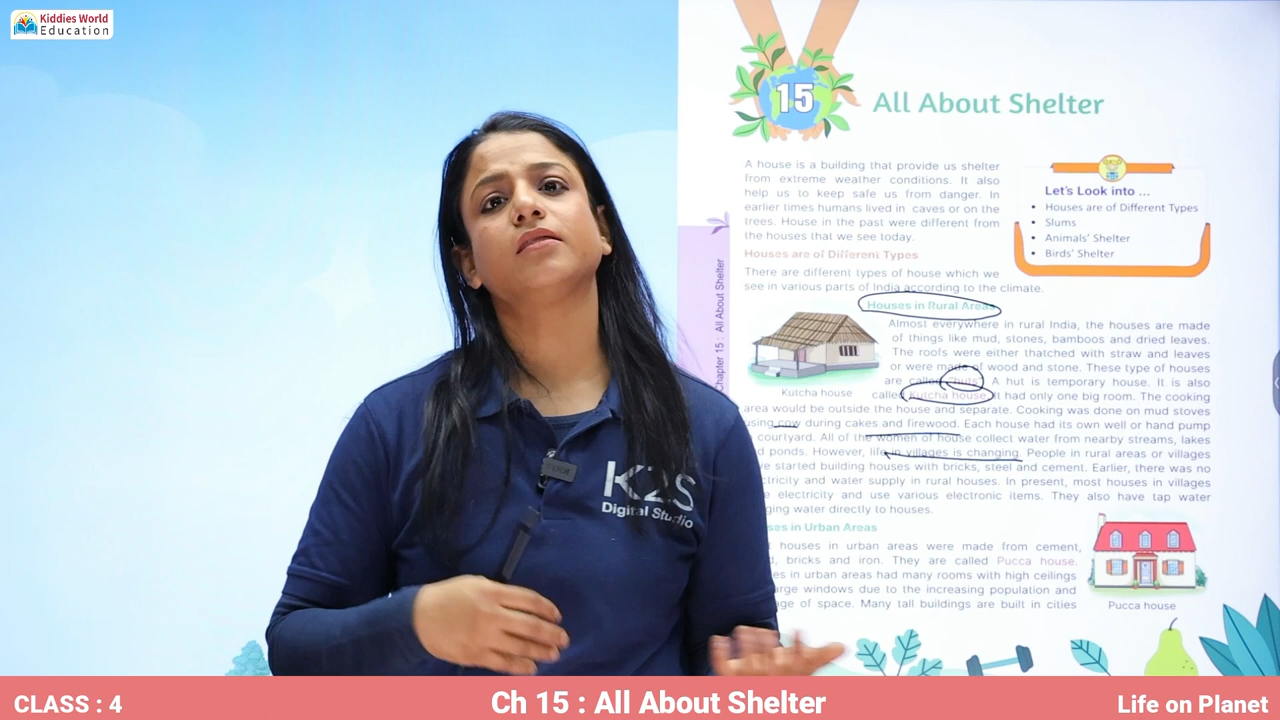 Kiddies World
Education
15
All About Shelter
A house is a building that provide us shelter
from extreme weather conditions. It also
help us to keep safe us from danger. In
earlier times humans lived in caves or on the
trees. House in the past were different from
the houses that we see today.
Let's Look into ...
• Houses are of Different Types
• Slums
• Animals' Shelter
• Birds' Shelter
Houses are of Different Types
There are different types of house which we
see in various parts of India according to the climate.
Chapter 15 : All About Shelter
Houses in Rural Areas
Almost everywhere in rural India, the houses are made
of things like mud, stones, bamboos and dried leaves.
The roofs were either thatched with straw and leaves
or were made of wood and stone. These type of houses
are called 'huts'. A hut is temporary house. It is also
Kutcha house
called Kutcha house. It had only one big room. The cooking
area would be outside the house and separate. Cooking was done on mud stoves
using cow during cakes and firewood. Each house had its own well or hand pump
courtyard. All of the women of house collect water from nearby streams, lakes
ponds. However, life in villages is changing. People in rural areas or villages
started building houses with bricks, steel and cement. Earlier, there was no
and water supply in rural houses. In present, most houses in villages
electricity and use various electronic items. They also have tap water
water directly to houses.
in Urban Areas
houses in urban areas were made from cement,
bricks and iron. They are called Pucca house.
in urban areas had many rooms with high ceilings
windows due to the increasing population and
of space. Many tall buildings are built in cities
Pucca house
K2S
Digital Studio
CLASS : 4
Ch 15 : All About Shelter
Life on Planet